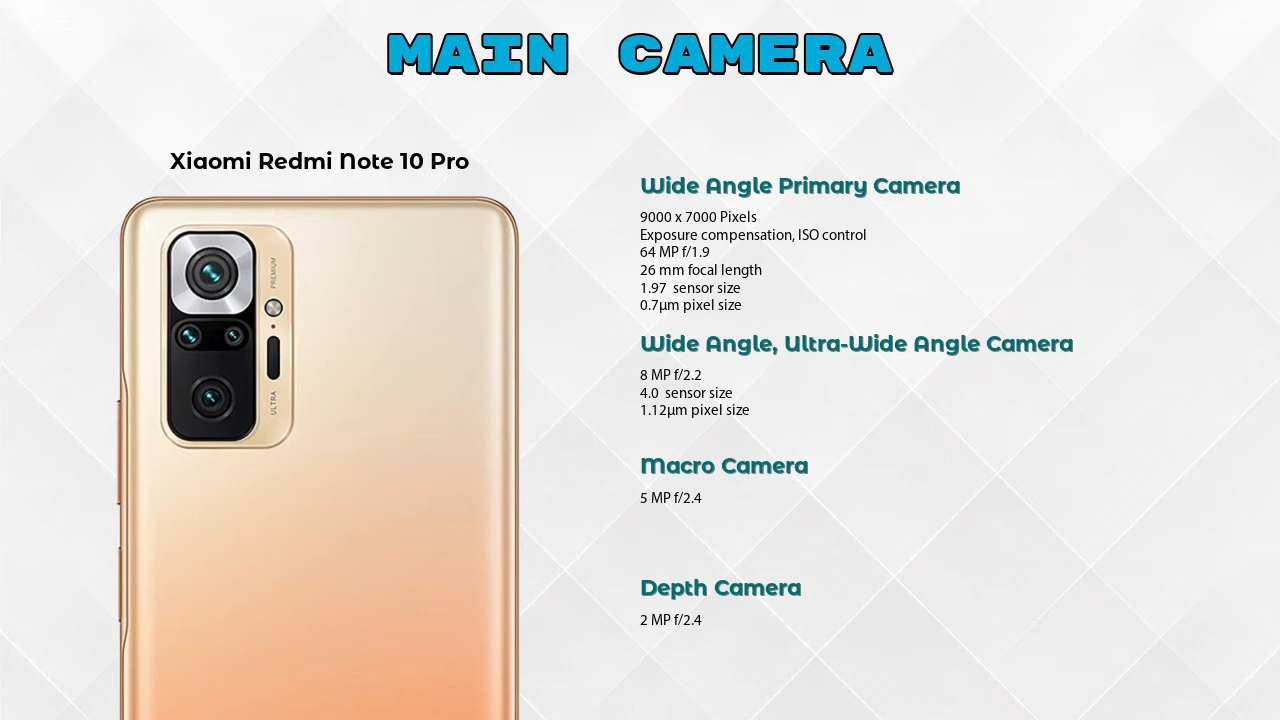 MAIN CAMERA
Xiaomi Redmi Note 10 Pro
PREMIUM
ULTRA
Wide Angle Primary Camera
9000 x 7000 Pixels
Exposure compensation, ISO control
64 MP f/1.9
26 mm focal length
1.97 sensor size
0.7µm pixel size
Wide Angle, Ultra-Wide Angle Camera
8 MP f/2.2
4.0 sensor size
1.12µm pixel size
Macro Camera
5 MP f/2.4
Depth Camera
2 MP f/2.4